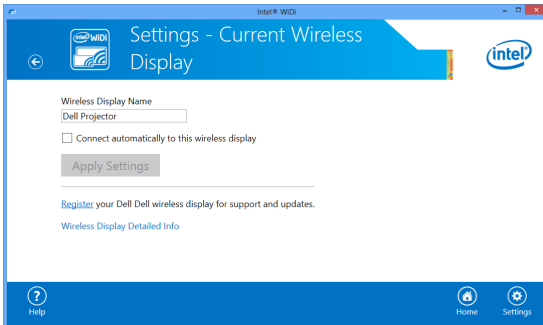 Intel® WiDi
intel WiDi
Settings - Current Wireless
Display
intel
Wireless Display Name
Dell Projector
Connect automatically to this wireless display
Apply Settings
Register your Dell Dell wireless display for support and updates.
Wireless Display Detailed Info
?
Help
Home
Settings